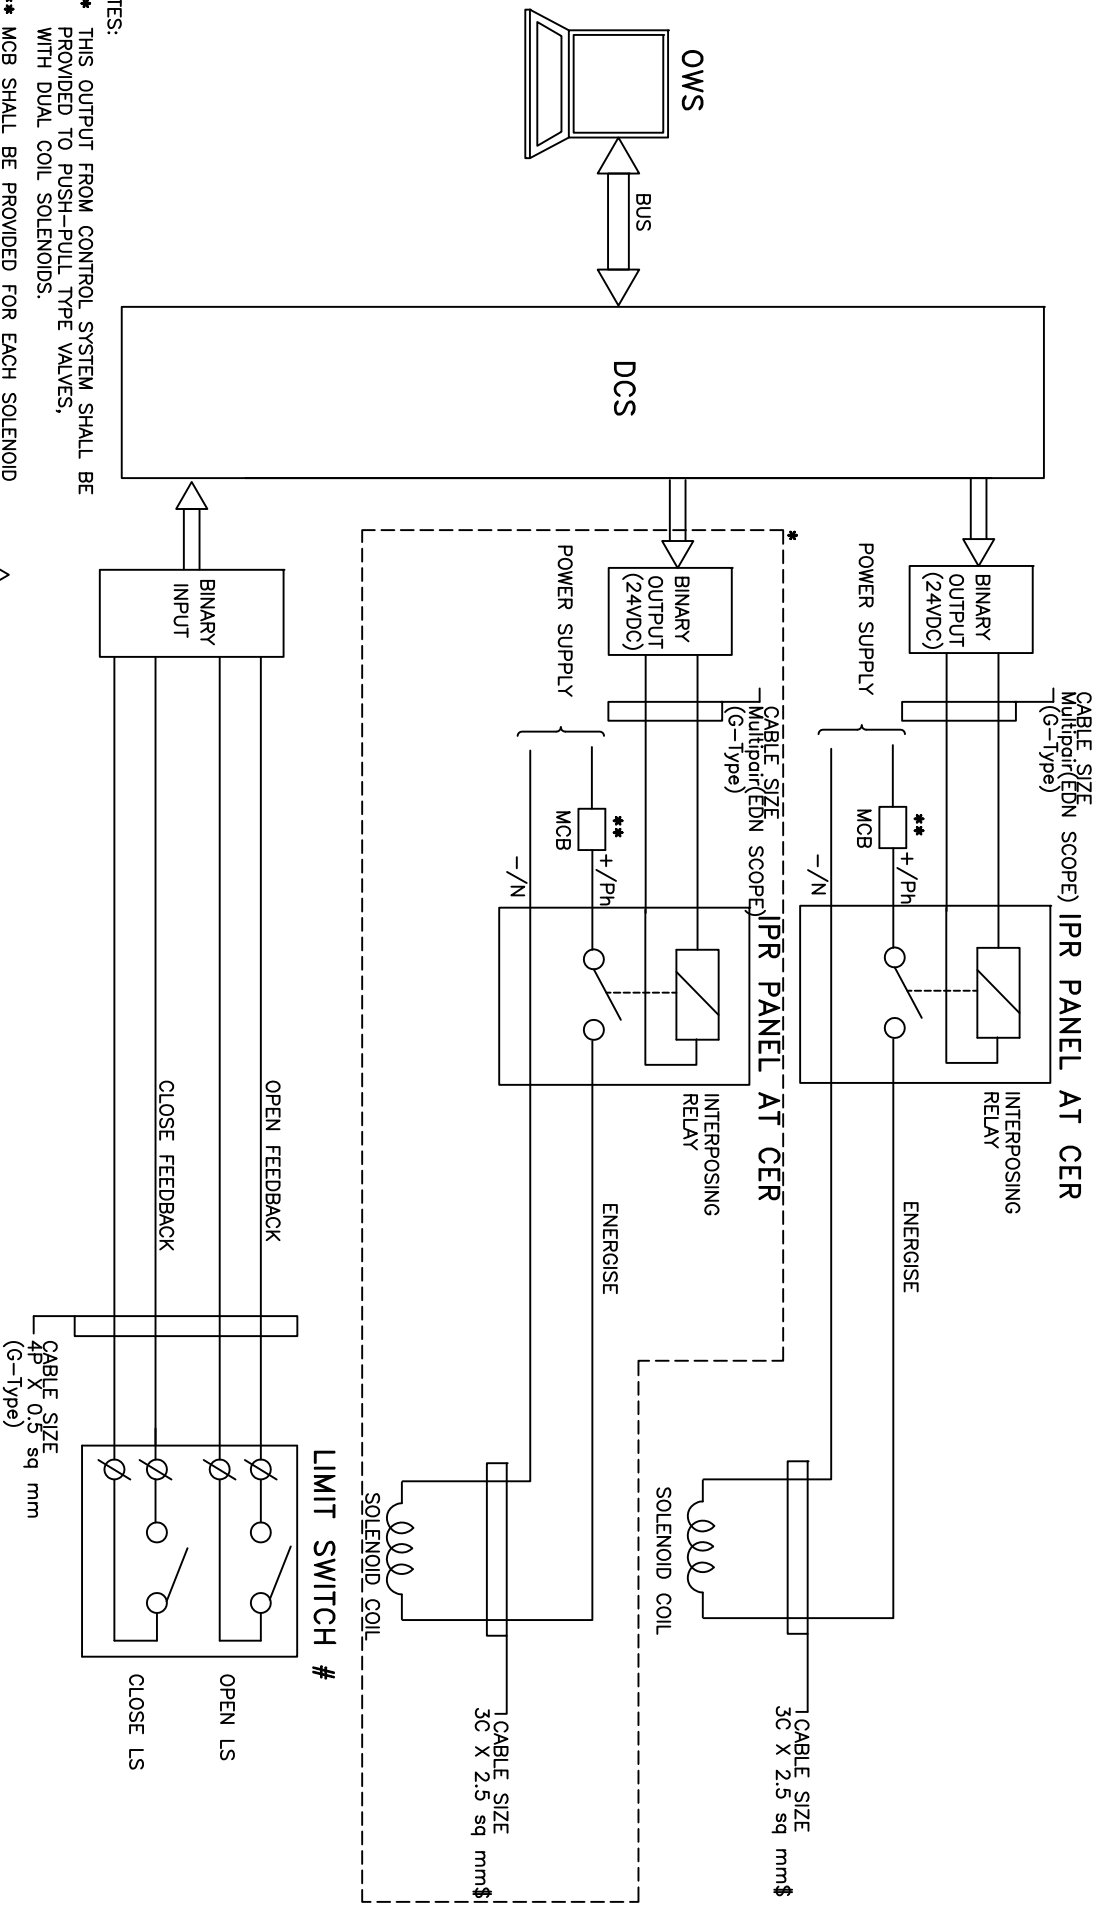 OWS
BUS
DCS
BINARY
OUTPUT
(24VDC)
CABLE SIZE
Multipair(EDN SCOPE)
(G-Type)
POWER SUPPLY
**
MCB
+/Ph
-/N
IPR PANEL AT CER
INTERPOSING
RELAY
ENERGISE
SOLENOID COIL
CABLE SIZE
3C X 2.5 sq mm$
*
BINARY
OUTPUT
(24VDC)
CABLE SIZE
Multipair(EDN SCOPE)
(G-Type)
POWER SUPPLY
**
MCB
+/Ph
-/N
IPR PANEL AT CER
INTERPOSING
RELAY
ENERGISE
SOLENOID COIL
CABLE SIZE
3C X 2.5 sq mm$
BINARY
INPUT
OPEN FEEDBACK
CLOSE FEEDBACK
CABLE SIZE
4P X 0.5 sq mm
(G-Type)
LIMIT SWITCH #
OPEN LS
CLOSE LS
TES:
* THIS OUTPUT FROM CONTROL SYSTEM SHALL BE
PROVIDED TO PUSH-PULL TYPE VALVES,
WITH DUAL COIL SOLENOIDS.
** MCB SHALL BE PROVIDED FOR EACH SOLENOID